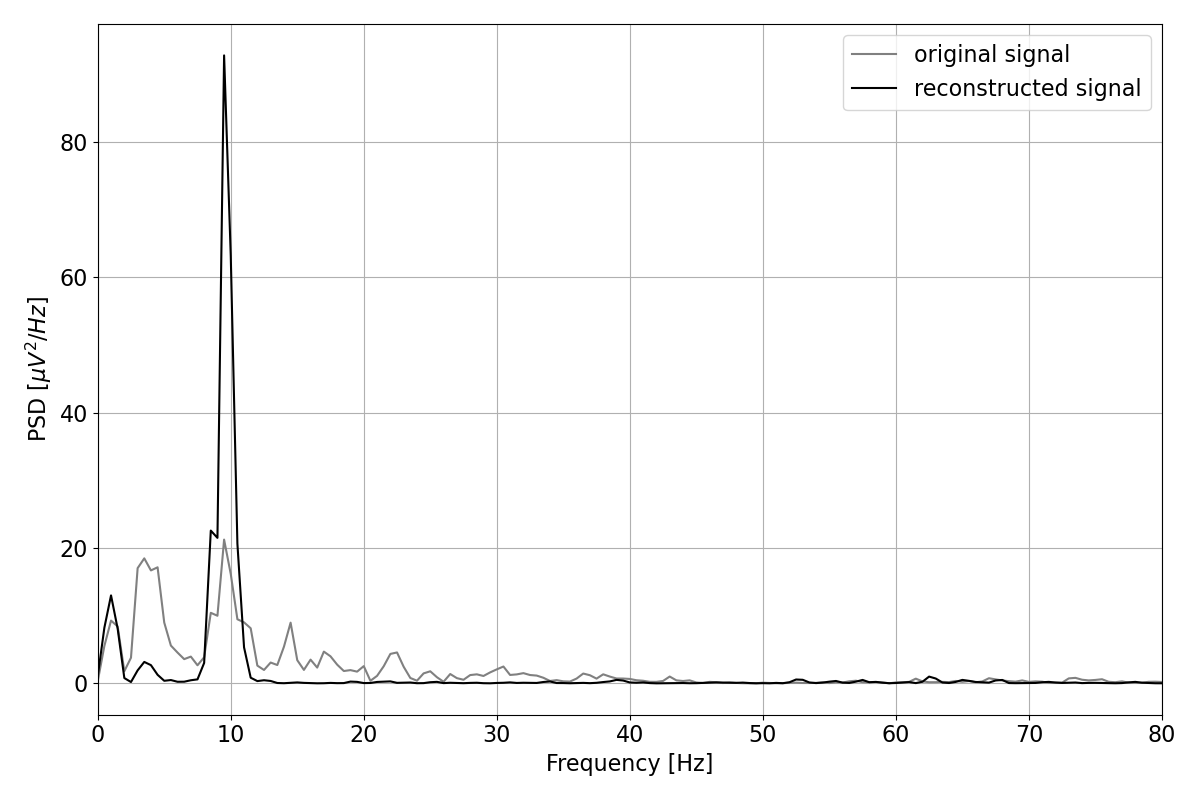 original signal
reconstructed signal
80
60
40
20
0
PSD [μV²/Hz]
0 10 20 30 40 50 60 70 80
Frequency [Hz]